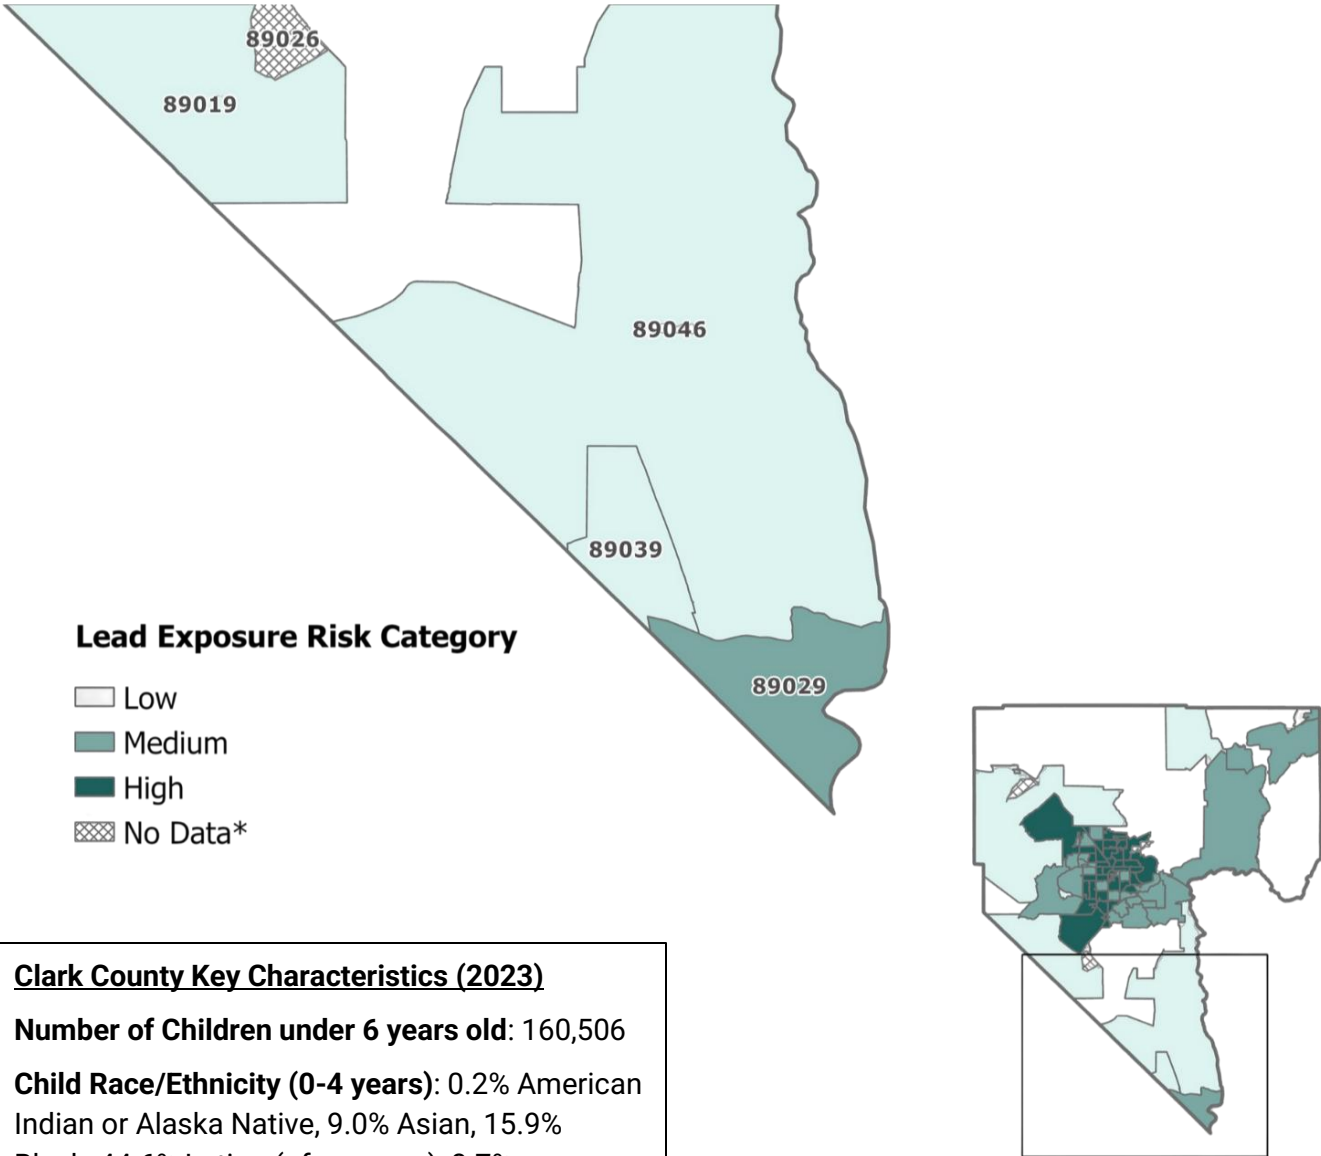 89026
89019
89046
89039
89029
Lead Exposure Risk Category
Low
Medium
High
No Data*
Clark County Key Characteristics (2023)
Number of Children under 6 years old: 160,506
Child Race/Ethnicity (0-4 years): 0.2% American
Indian or Alaska Native, 9.0% Asian, 15.9%